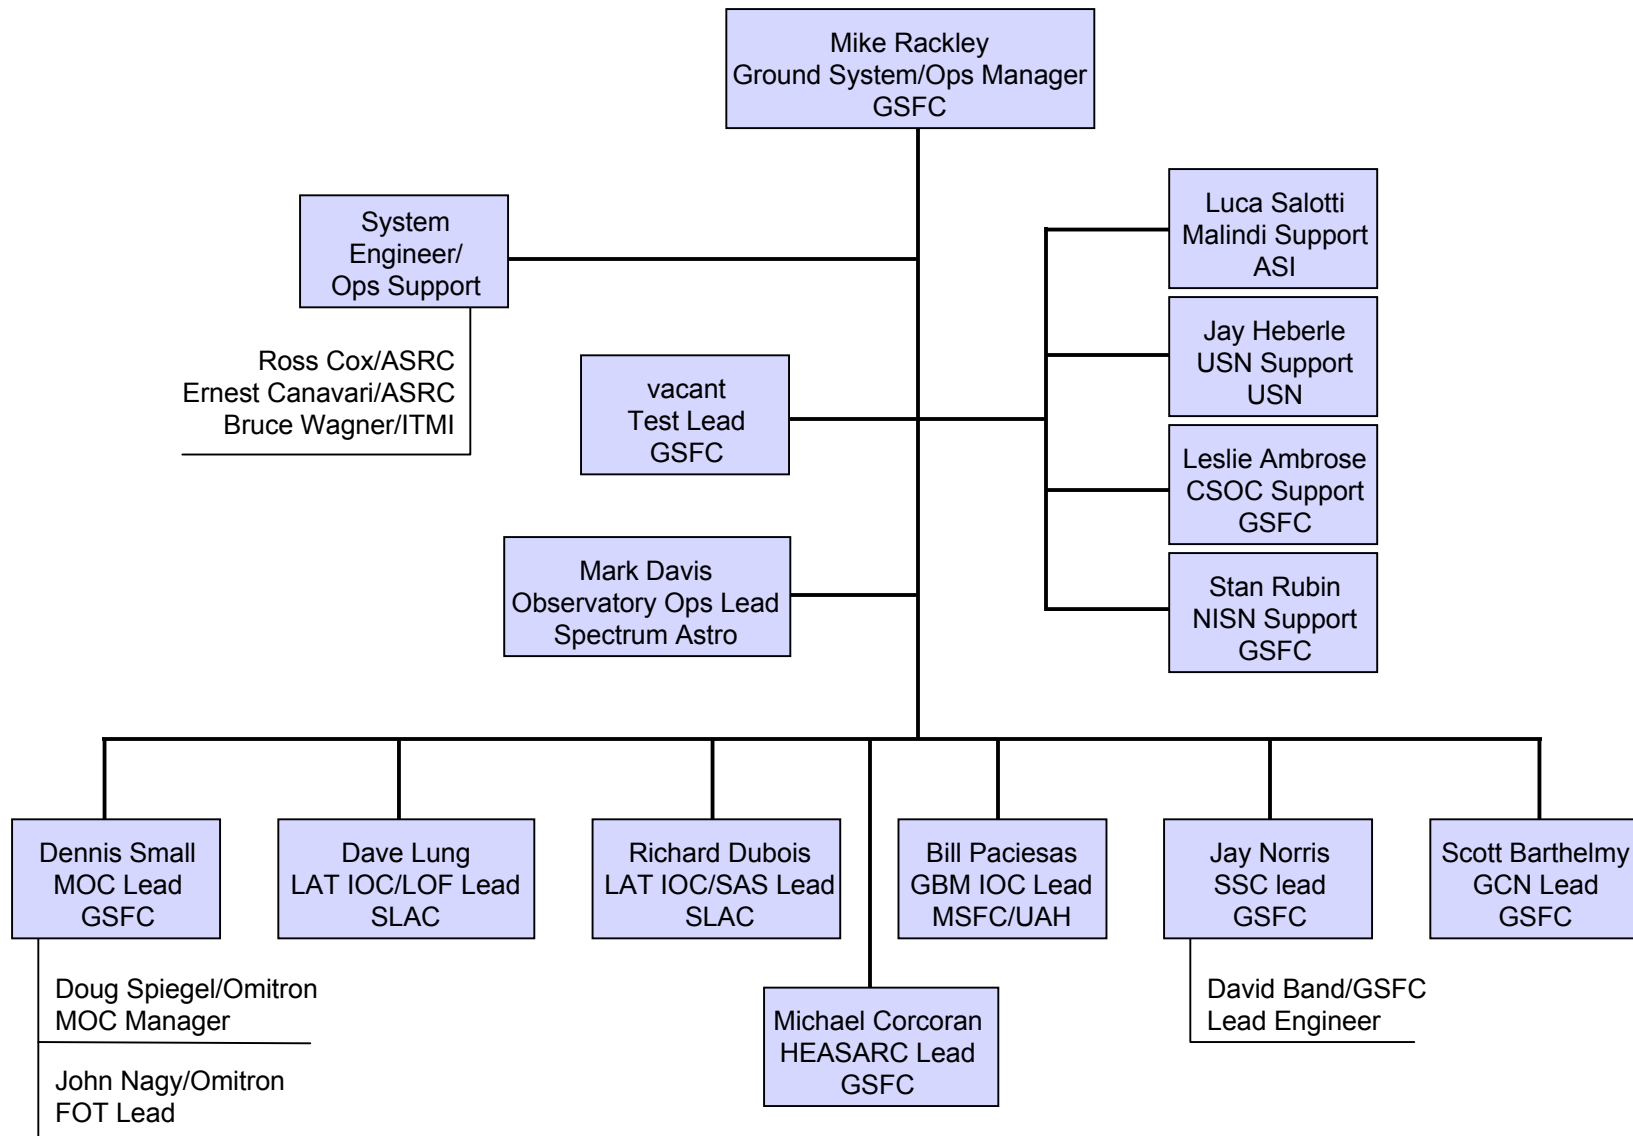 Mike Rackley
Ground System/Ops Manager
GSFC
System
Engineer/
Ops Support
Ross Cox/ASRC
Ernest Canavari/ASRC
Bruce Wagner/ITMI
Luca Salotti
Malindi Support
ASI
Jay Heberle
USN Support
USN
vacant
Test Lead
GSFC
Leslie Ambrose
CSOC Support
GSFC
Mark Davis
Observatory Ops Lead
Spectrum Astro
Stan Rubin
NISN Support
GSFC
Dennis Small
MOC Lead
GSFC
Doug Spiegel/Omitron
MOC Manager
John Nagy/Omitron
FOT Lead
Dave Lung
LAT IOC/LOF Lead
SLAC
Richard Dubois
LAT IOC/SAS Lead
SLAC
Michael Corcoran
HEASARC Lead
GSFC
Bill Paciesas
GBM IOC Lead
MSFC/UAH
Jay Norris
SSC lead
GSFC
David Band/GSFC
Lead Engineer
Scott Barthelmy
GCN Lead
GSFC